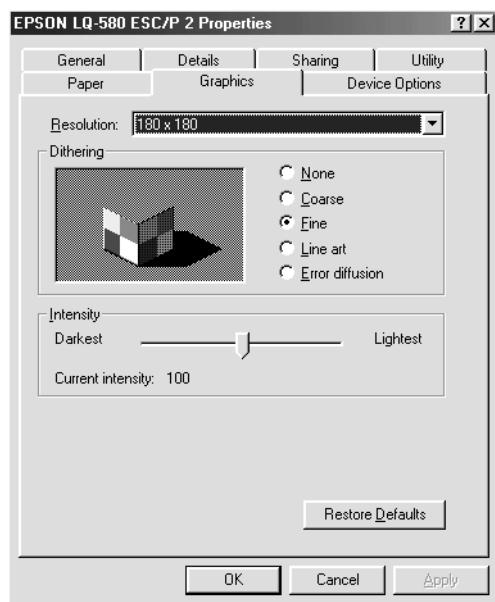 EPSON LQ-580 ESC/P 2 Properties
General Details Sharing Utility
Paper Graphics Device Options
Resolution: 180 x 180
Dithering
None
Coarse
Fine
Line art
Error diffusion
Intensity
Darkest Lightest
Current intensity: 100
Restore Defaults
OK Cancel Apply